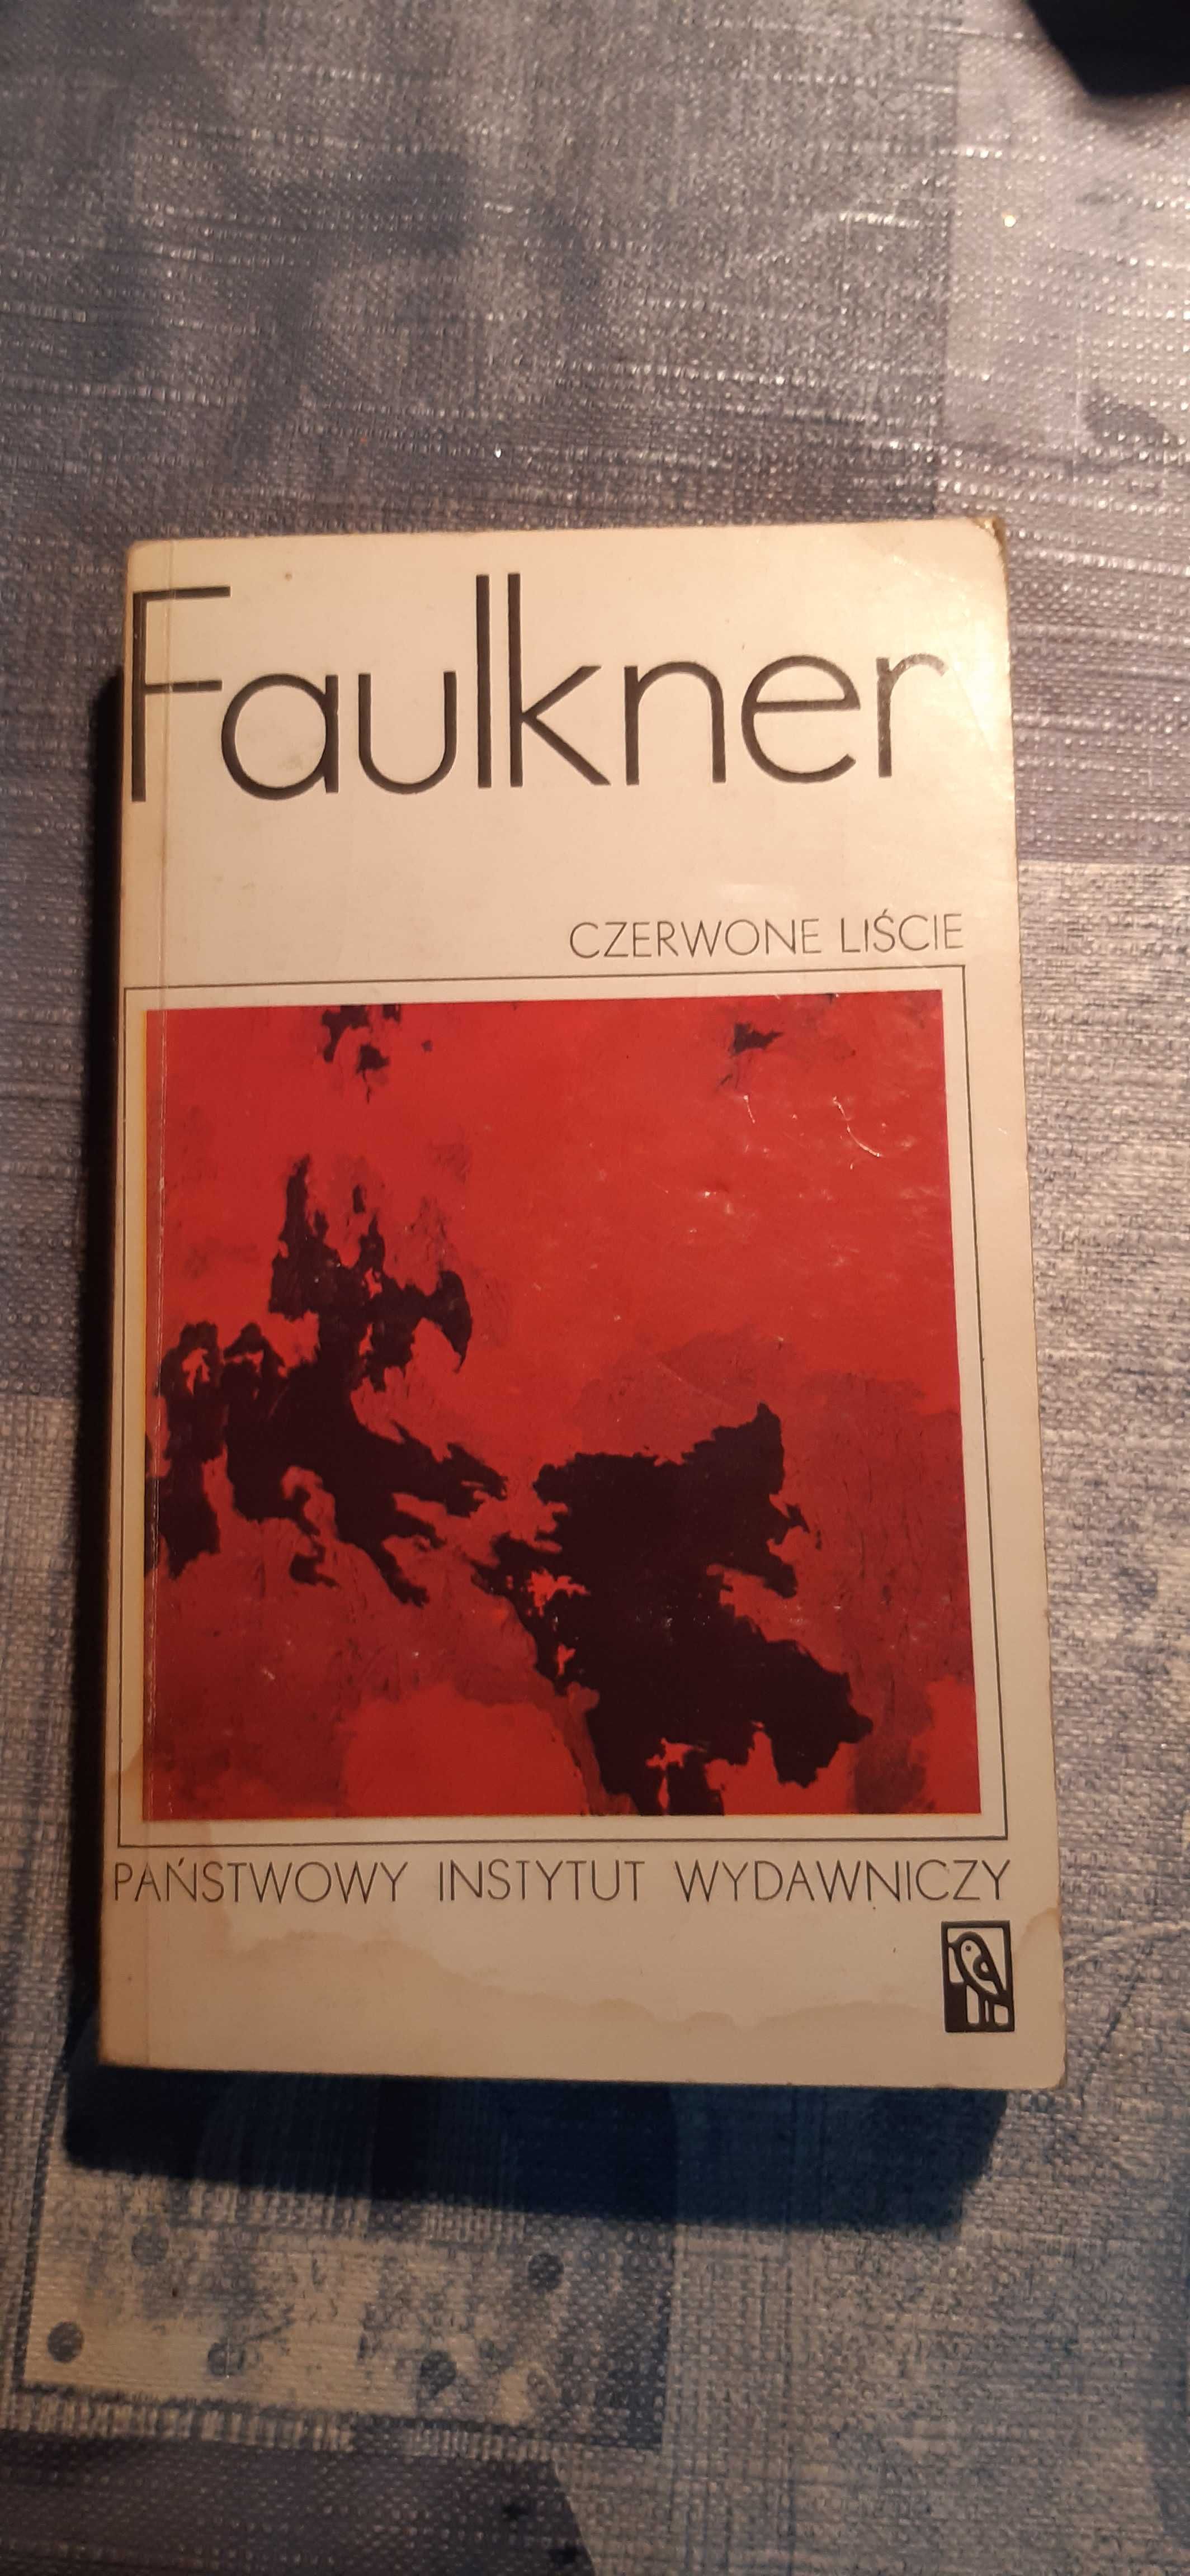 Faulkner
CZERWONE LIŚCIE
PAŃSTWOWY INSTYTUT WYDAWNICZY